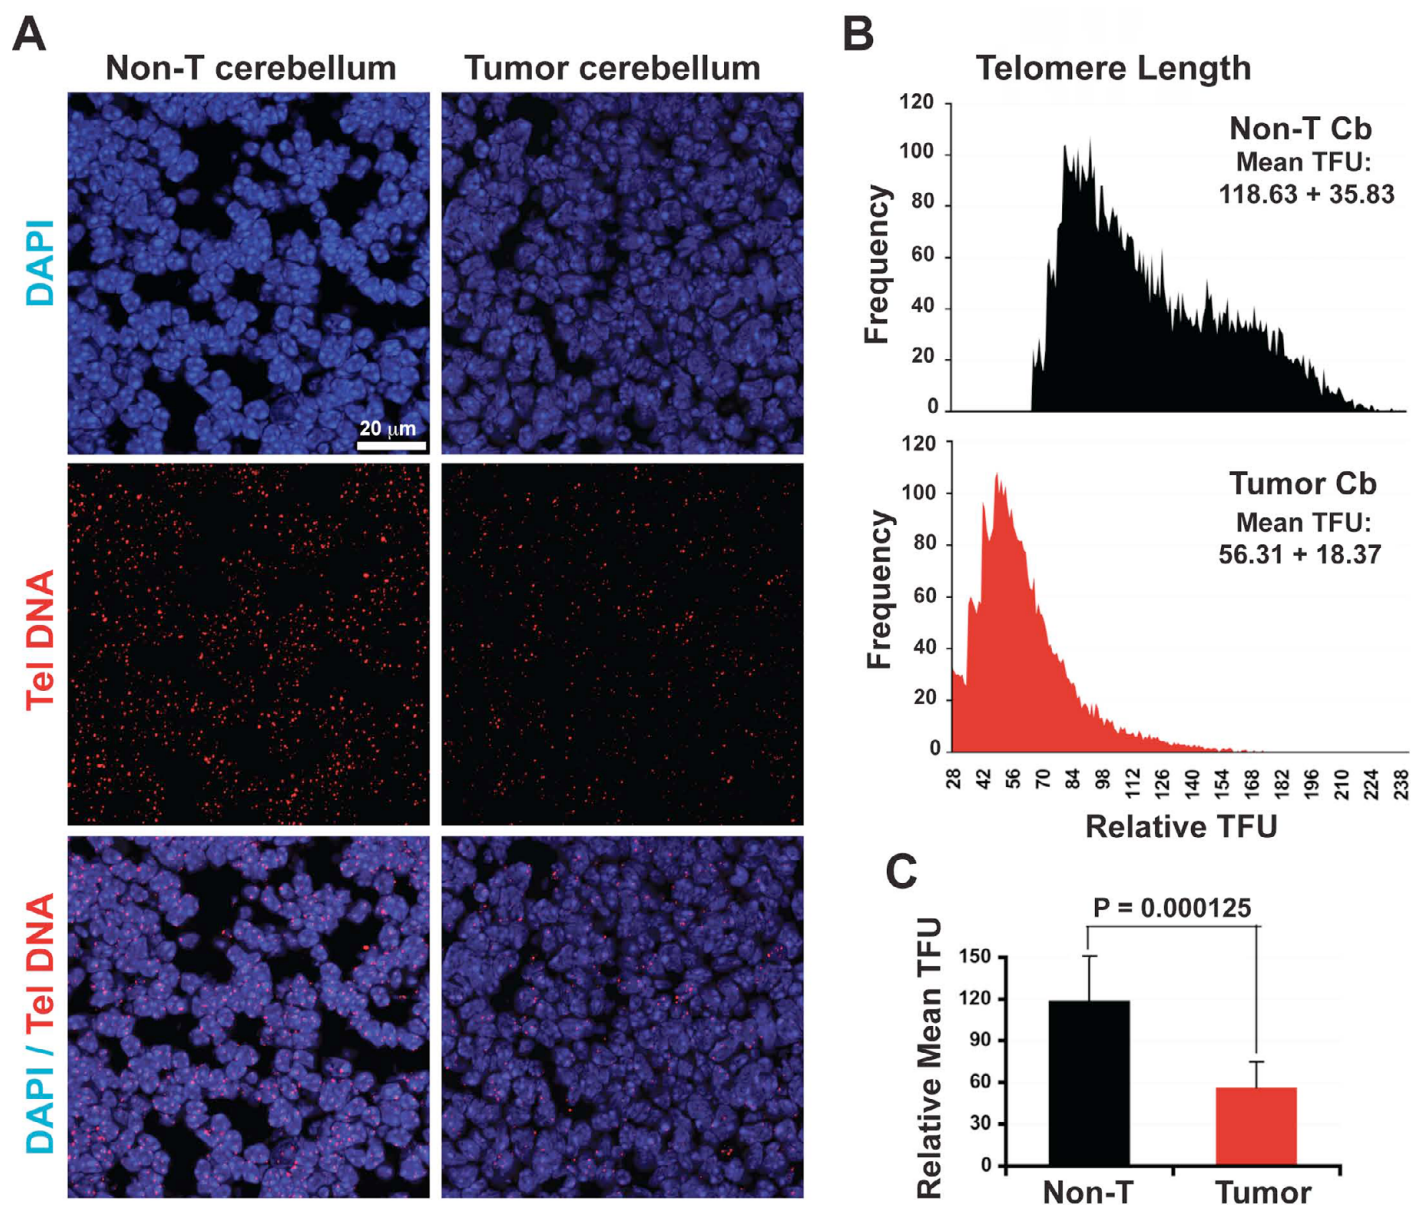 A
Non-T cerebellum
Tumor cerebellum
DAPI
20 μm
Tel DNA
DAPI / Tel DNA
B
Telomere Length
Frequency
120
100
80
60
40
20
0
Non-T Cb
Mean TFU:
118.63 + 35.83
Frequency
120
100
80
60
40
20
0
Tumor Cb
Mean TFU:
56.31 + 18.37
28 42 56 70 84 98 112 126 140 154 168 182 196 210 224 238
Relative TFU
C
P = 0.000125
Relative Mean TFU
150
120
90
60
30
0
Non-T
Tumor